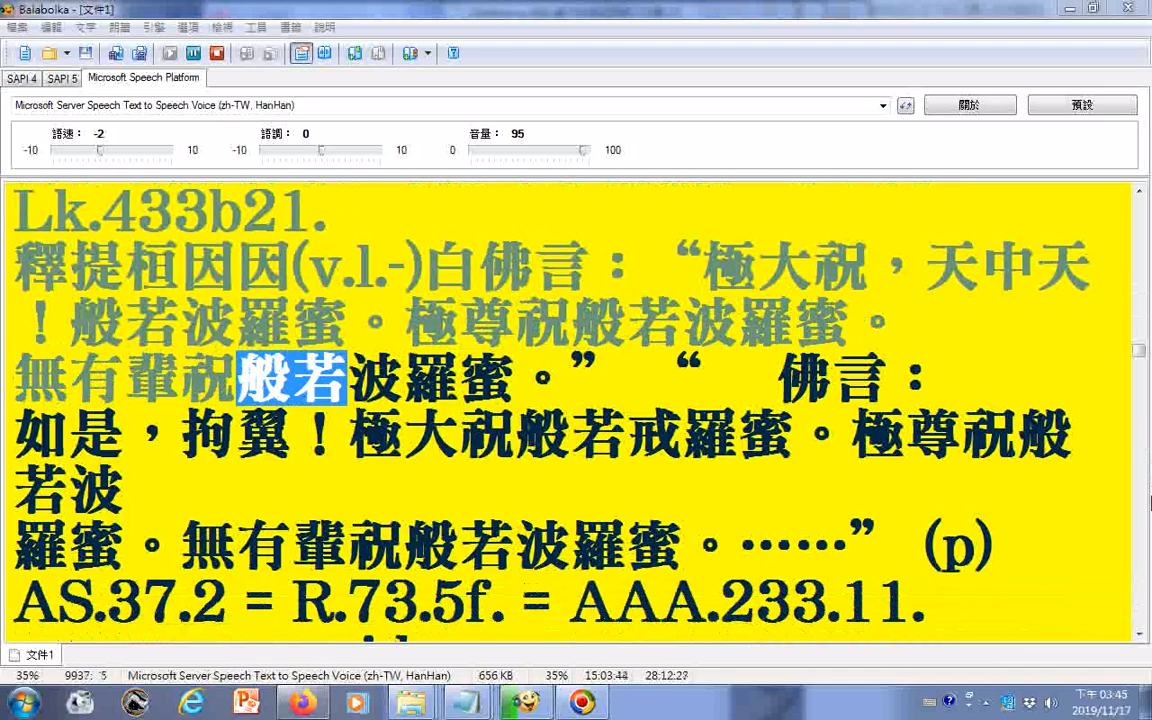 Balabolka - [文件1]
檔案 編輯 文字 朗讀 引擎 選項 檢視 工具 書籤 說明
SAPI 4 SAPI 5 Microsoft Speech Platform
Microsoft Server Speech Text to Speech Voice (zh-TW, HanHan) 關於 預設
語速： -2 語調： 0 音量： 95
-10 10 -10 10 0 100
Lk.433b21.
釋提桓因因(v.l.-)白佛言：“極大祝，天中天
！般若波羅蜜。極尊祝般若波羅蜜。
無有輩祝般若波羅蜜。” “ 佛言：
如是，拘翼！極大祝般若戒羅蜜。極尊祝般
若波
羅蜜。無有輩祝般若波羅蜜。……” (p)
AS.37.2 = R.73.5f. = AAA.233.11.
文件1
35% 9937: 5 Microsoft Server Speech Text to Speech Voice (zh-TW, HanHan) 656 KB 35% 15:03:44 28:12:27
下午 03:45
2019/11/17